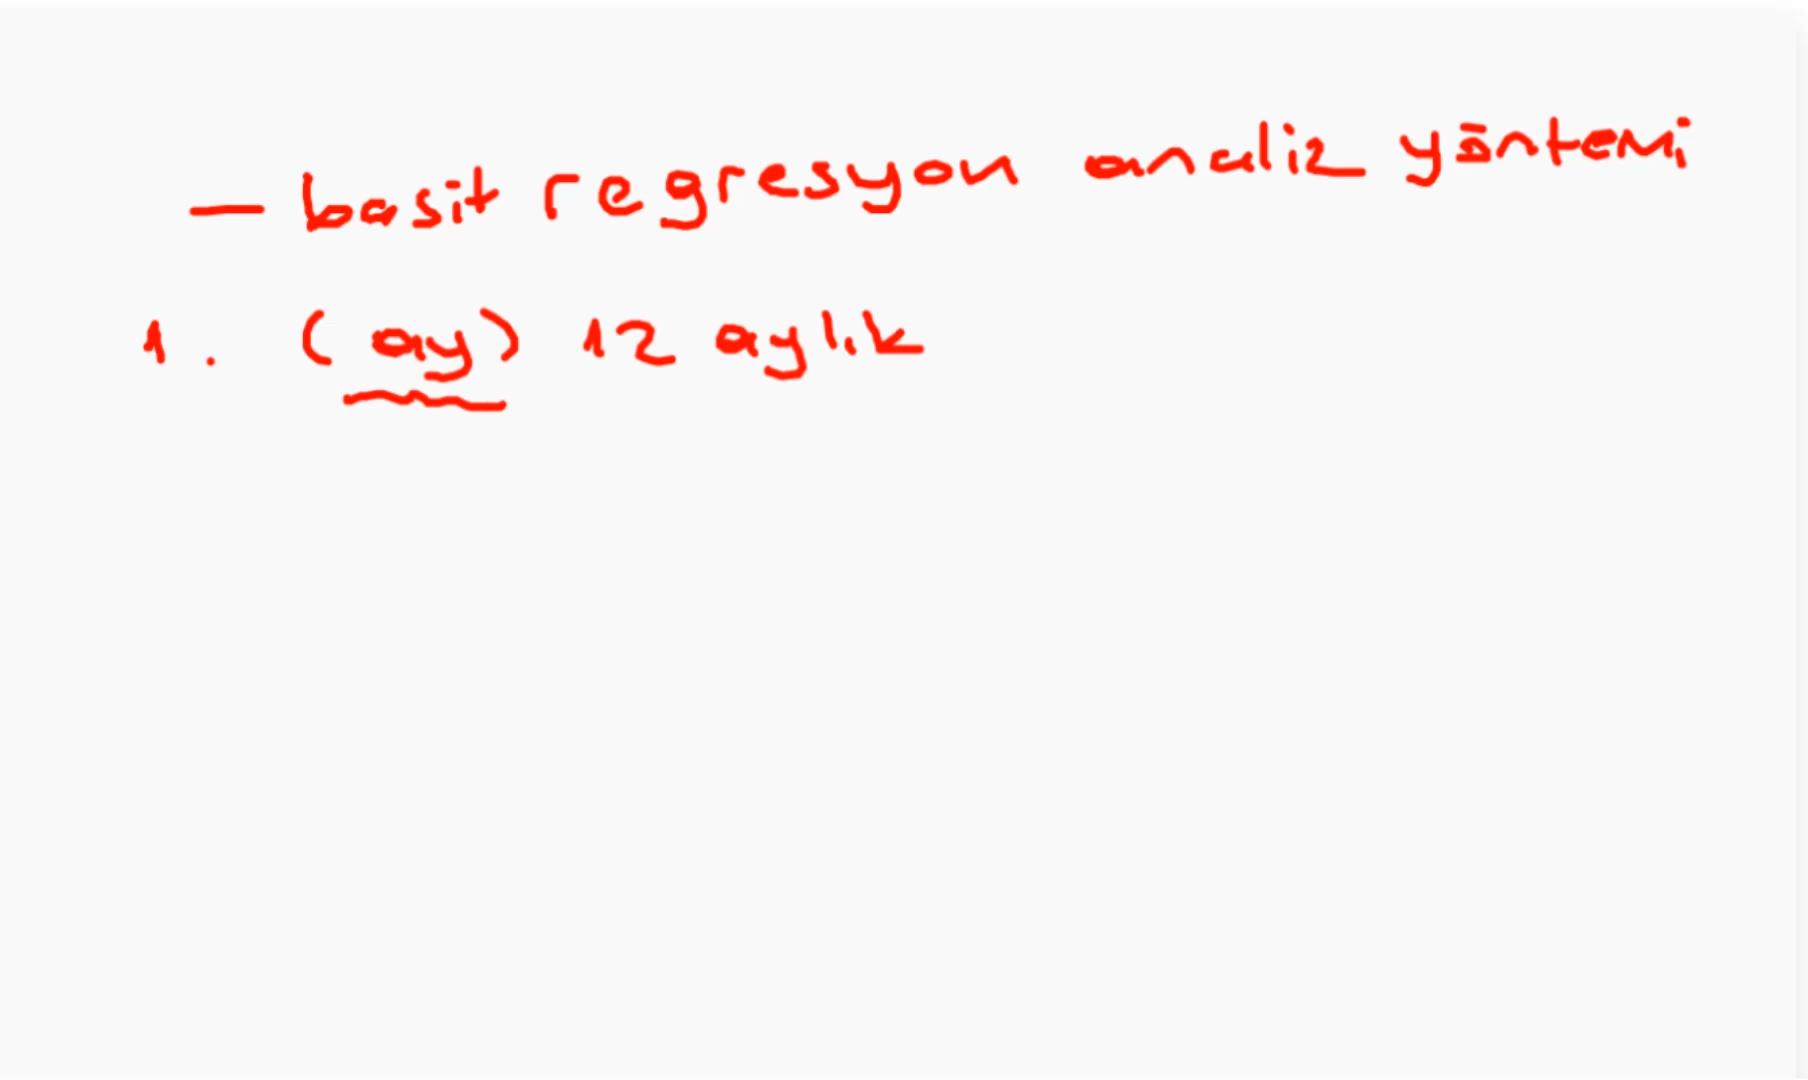 — basit regresyon analiz yöntemi
1. (ay) 12 aylık